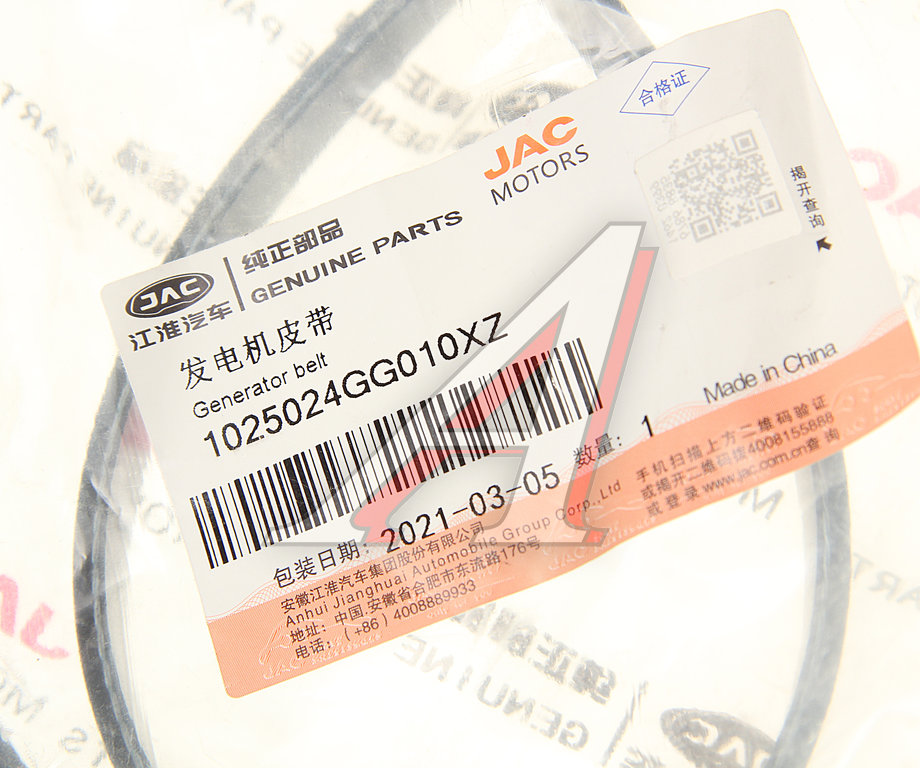 合格证
JAC
MOTORS
揭开查询
JAC
江淮汽车
纯正部品
GENUINE PARTS
发电机皮带
Generator belt
1025024GG010XZ
数量: 1
Made in China
包装日期: 2021-03-05
手机扫描上方二维码验证
或揭开二维码拨4008155888
或登录www.jac.com.cn查询
安徽江淮汽车集团股份有限公司
Anhui Jianghuai Automobile Group Corp.,Ltd
地址: 中国.安徽省合肥市东流路176号
电话: (+86) 4008889933
纯正部品
GENUINE
JAC